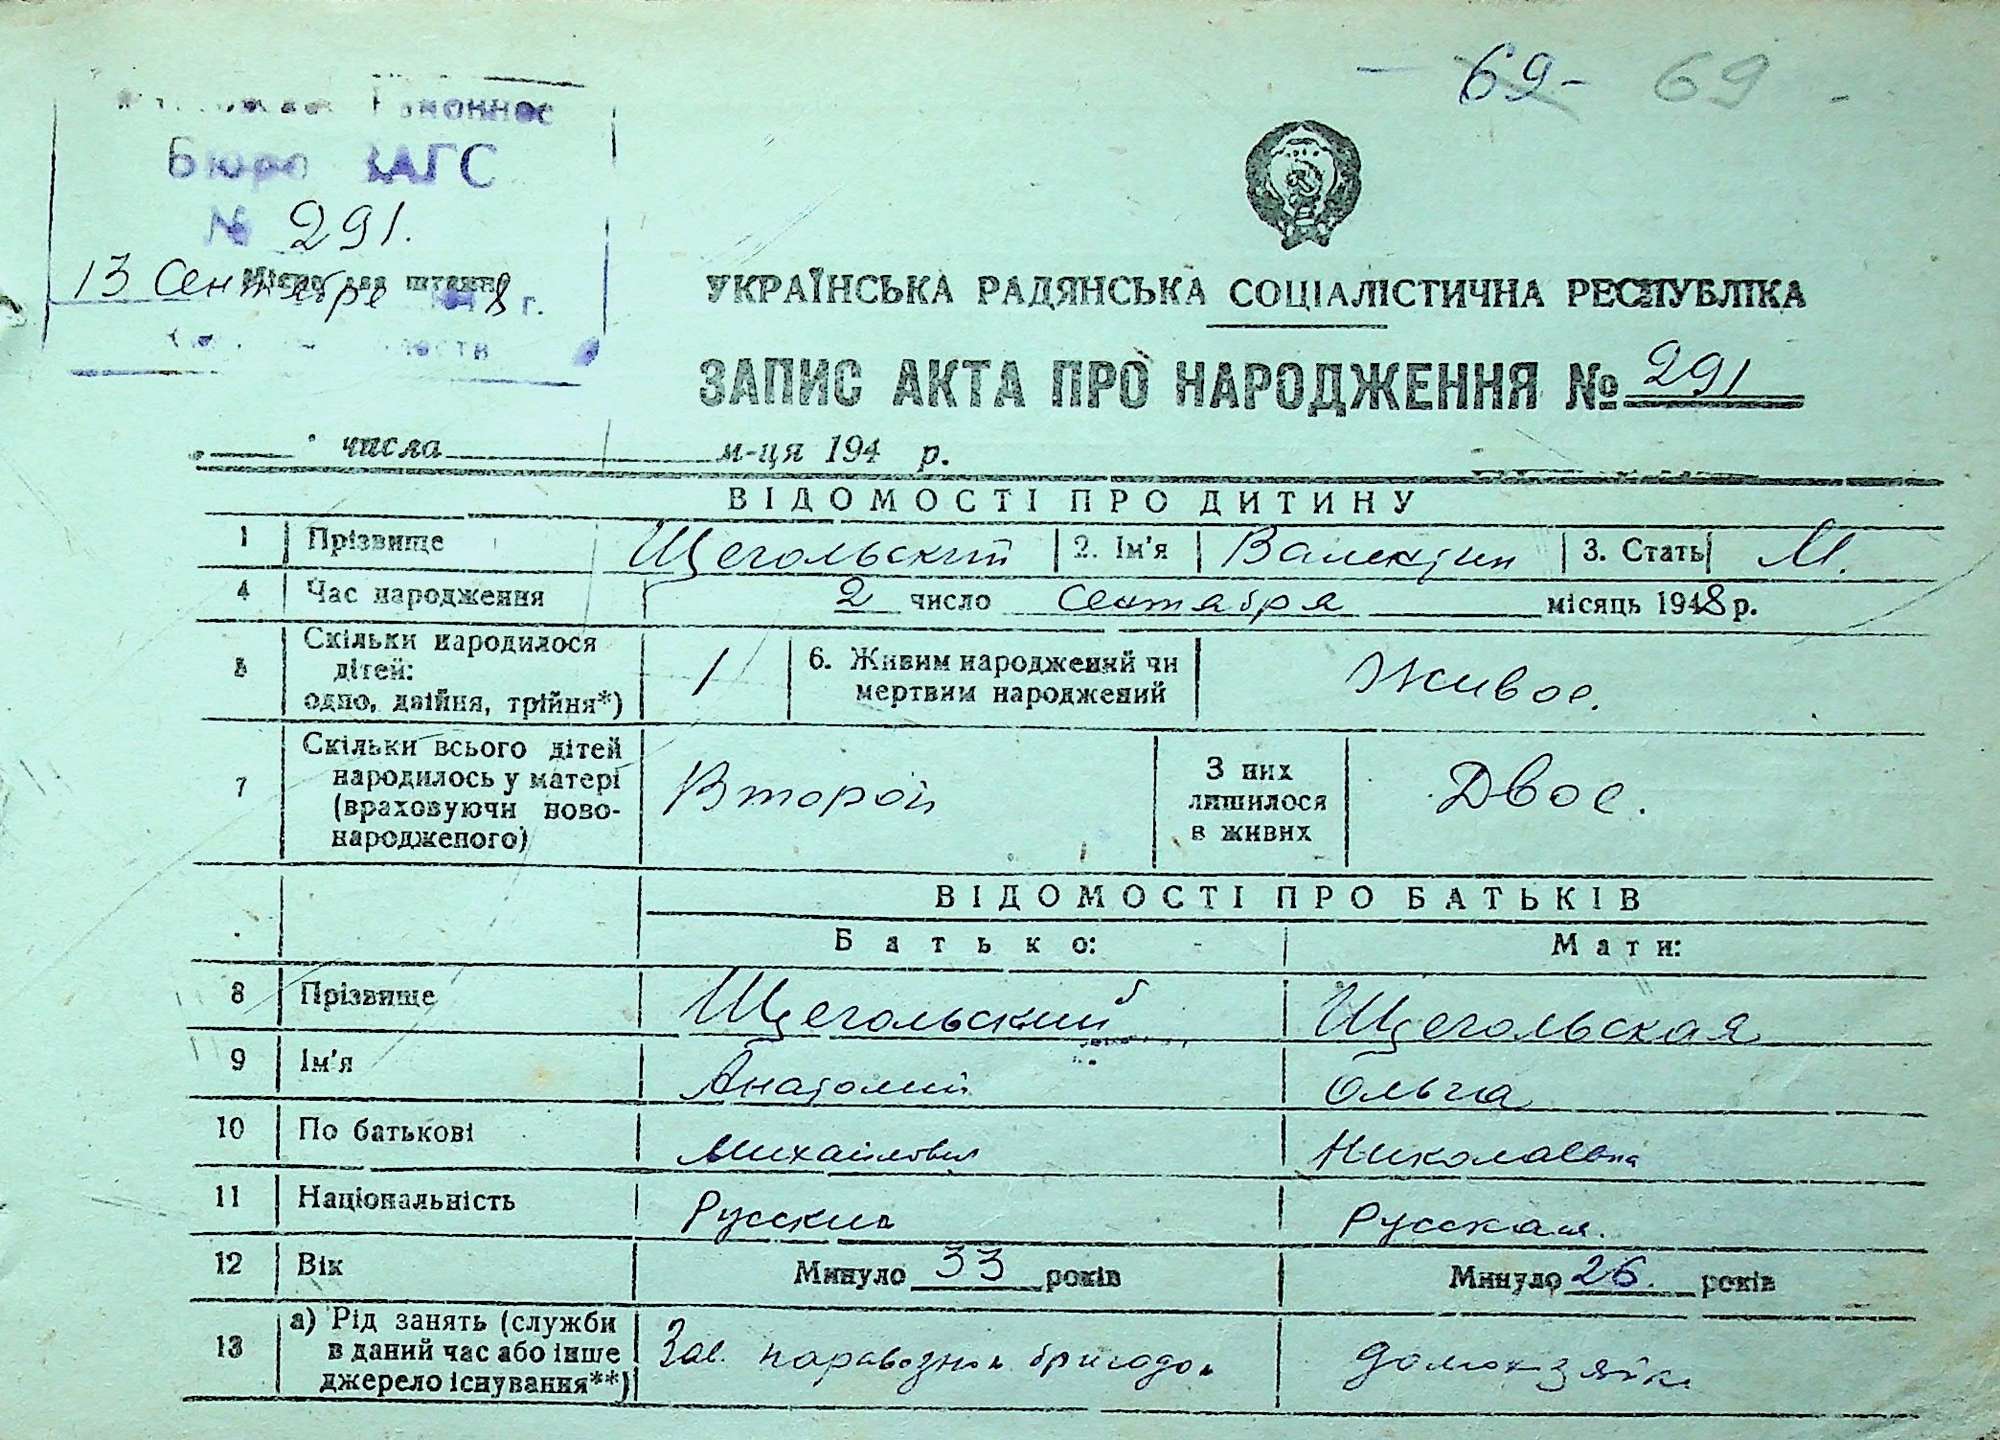 69 - 69 -
Районное
Бюро ЗАГС
№ 291.
13 Сентября 8 г.
УКРАЇНСЬКА РАДЯНСЬКА СОЦІАЛІСТИЧНА РЕСПУБЛІКА
ЗАПИС АКТА ПРО НАРОДЖЕННЯ № 291
числа м-ця 194 р.
ВІДОМОСТІ ПРО ДИТИНУ
1 Прізвище Щегольский 2. Ім'я Валентин 3. Стать М.
4 Час народження 2 число Сентября місяць 1948 р.
5 Скільки народилося дітей: одно, двійня, трійня*) 1 6. Живим народжений чи мертвим народжений Живое.
7 Скільки всього дітей народилось у матері (враховуючи новонародженого) Второй З них лишилося в живих Двое.
ВІДОМОСТІ ПРО БАТЬКІВ
Батько: Мати:
8 Прізвище Щегольский Щегольская
9 Ім'я Анатолий Ольга
10 По батькові Михайлович Николаевна
11 Національність Русский Русская.
12 Вік Минуло 33 років Минуло 26. років
13 а) Рід занять (служби в даний час або інше джерело існування**) Зав. паравозной бригадой домохозяйка